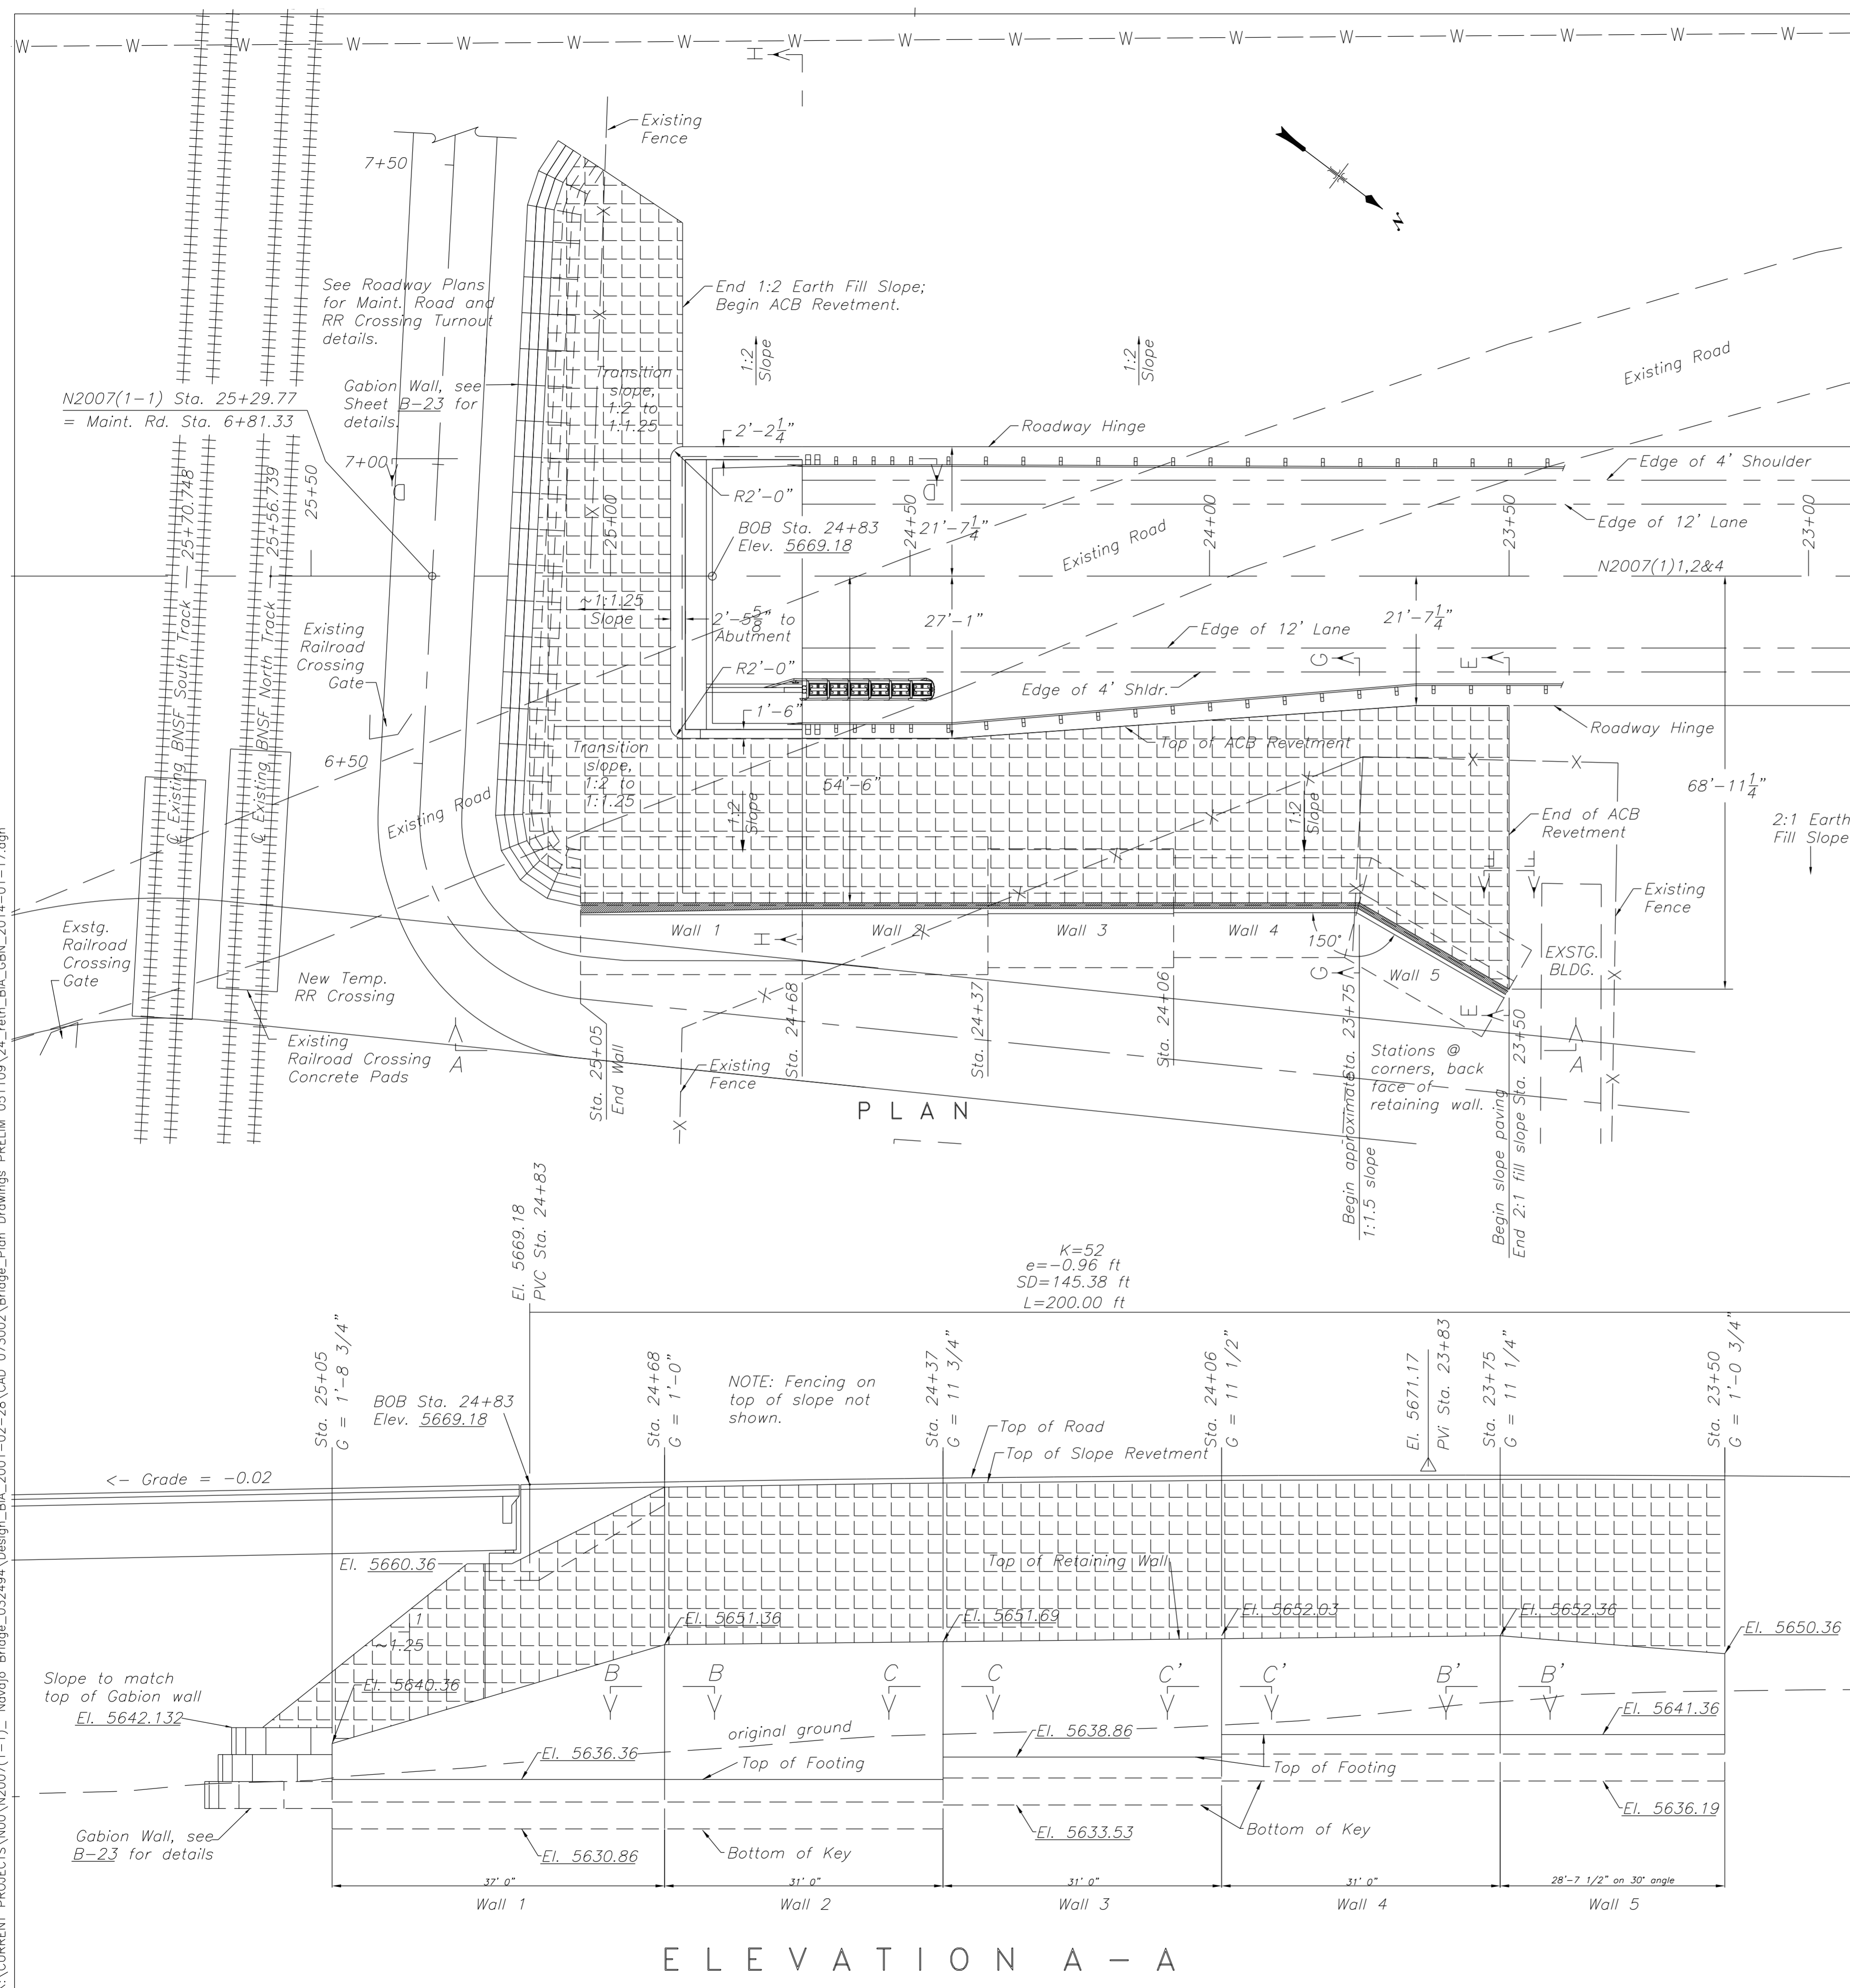 W W W W W W W W W W W W W W W W W
H
Existing
Fence
7+50
N
See Roadway Plans
for Maint. Road and
RR Crossing Turnout
details.
End 1:2 Earth Fill Slope;
Begin ACB Revetment.
1:2
Slope
1:2
Slope
Existing Road
Gabion Wall, see
Sheet B-23 for
details.
Transition
slope,
1:2 to
1:1.25
N2007(1-1) Sta. 25+29.77
= Maint. Rd. Sta. 6+81.33
2'-2 1/4"
Roadway Hinge
7+00
D
D
Edge of 4' Shoulder
R2'-0"
25+50
25+00
24+50
24+00
23+50
23+00
21'-7 1/4"
BOB Sta. 24+83
Elev. 5669.18
Edge of 12' Lane
Existing Road
N2007(1)1,2&4
℄ Existing BNSF South Track 25+70.748
℄ Existing BNSF North Track 25+56.739
~1:1.25
Slope
2'-5 5/8" to
Abutment
27'-1"
21'-7 1/4"
Edge of 12' Lane
Existing
Railroad
Crossing
Gate
R2'-0"
G
E
Edge of 4' Shldr.
1'-6"
Roadway Hinge
Top of ACB Revetment
Transition
slope,
1:2 to
1:1.25
6+50
54'-6"
68'-11 1/4"
Existing Road
1:2
Slope
1:2
Slope
End of ACB
Revetment
2:1 Earth
Fill Slope
F F
Existing
Fence
Exstg.
Railroad
Crossing
Gate
Wall 1
H
Wall 2
Wall 3
Wall 4
150°
EXSTG.
BLDG.
G
Wall 5
New Temp.
RR Crossing
E
Existing
Railroad Crossing
Concrete Pads
A
Existing
Fence
Stations @
corners, back
face of
retaining wall.
A
Sta. 25+05
End Wall
Sta. 24+68
Sta. 24+37
Sta. 24+06
Sta. 23+75
Begin approximate
1:1.5 slope
Sta. 23+50
Begin slope paving
End 2:1 fill slope
PLAN
El. 5669.18
PVC Sta. 24+83
K=52
e=-0.96 ft
SD=145.38 ft
L=200.00 ft
Sta. 25+05
G = 1'-8 3/4"
Sta. 24+68
G = 1'-0"
Sta. 24+37
G = 11 3/4"
Sta. 24+06
G = 11 1/2"
El. 5671.17
PVi Sta. 23+83
Sta. 23+75
G = 11 1/4"
Sta. 23+50
G = 1'-0 3/4"
BOB Sta. 24+83
Elev. 5669.18
NOTE: Fencing on
top of slope not
shown.
Top of Road
Top of Slope Revetment
<- Grade = -0.02
El. 5660.36
Top of Retaining Wall
1
~1.25
El. 5651.36
El. 5651.69
El. 5652.03
El. 5652.36
El. 5650.36
Slope to match
top of Gabion wall
El. 5642.132
El. 5640.36
B B C C C' C' B' B'
original ground
El. 5638.86
El. 5641.36
El. 5636.36
Top of Footing
Top of Footing
El. 5636.19
Gabion Wall, see
B-23 for details
El. 5630.86
Bottom of Key
El. 5633.53
Bottom of Key
37' 0"
31' 0"
31' 0"
31' 0"
28'-7 1/2" on 30° angle
Wall 1
Wall 2
Wall 3
Wall 4
Wall 5
ELEVATION A-A